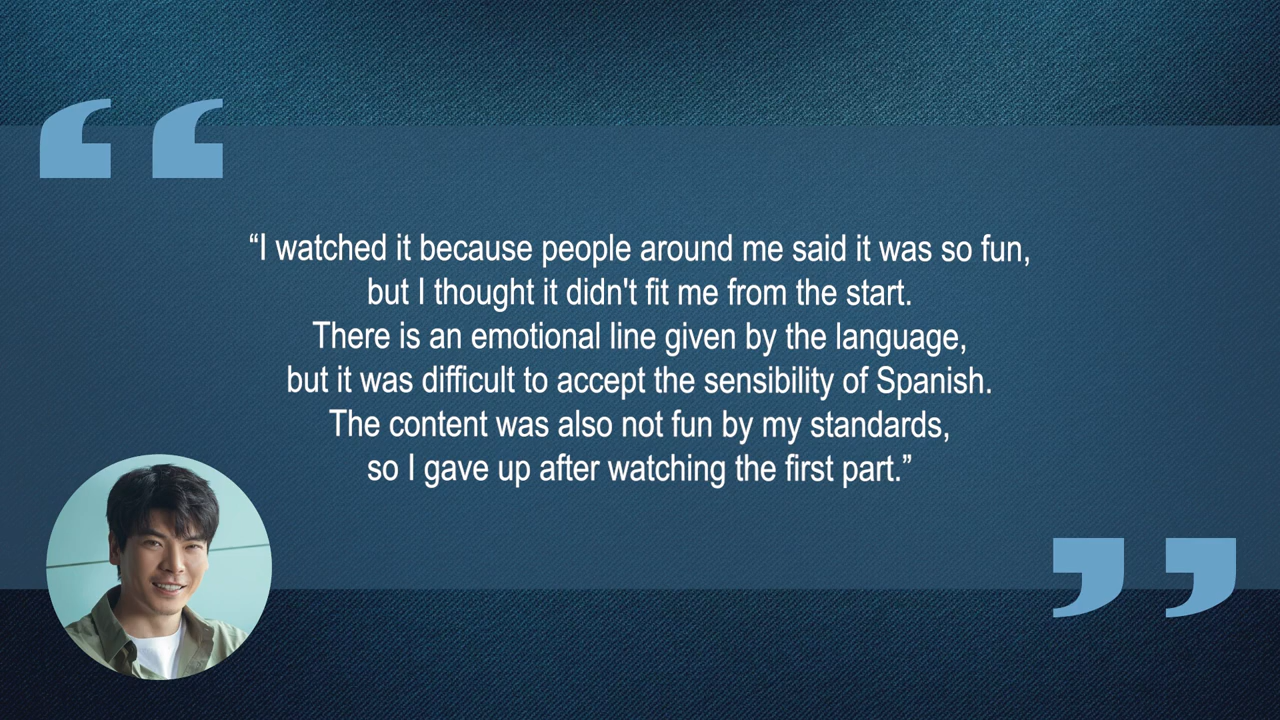 “I watched it because people around me said it was so fun,
but I thought it didn't fit me from the start.
There is an emotional line given by the language,
but it was difficult to accept the sensibility of Spanish.
The content was also not fun by my standards,
so I gave up after watching the first part.”